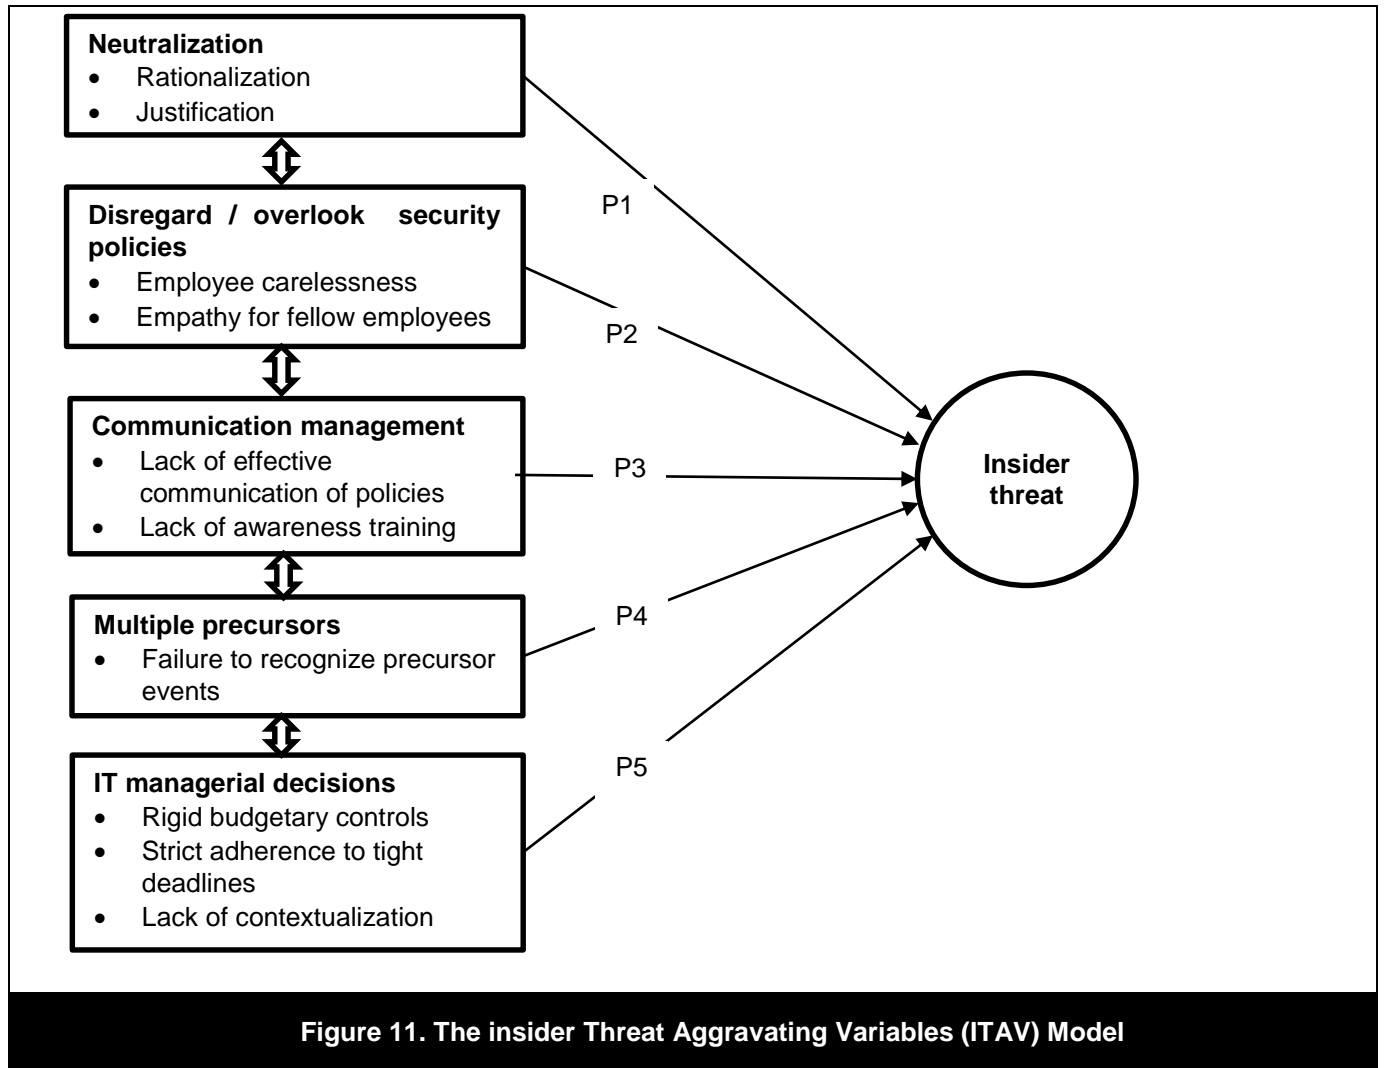 Neutralization
• Rationalization
• Justification
P1
Disregard / overlook security
policies
• Employee carelessness
• Empathy for fellow employees
P2
Communication management
• Lack of effective
communication of policies
• Lack of awareness training
P3
Insider
threat
Multiple precursors
• Failure to recognize precursor
events
P4
IT managerial decisions
• Rigid budgetary controls
• Strict adherence to tight
deadlines
• Lack of contextualization
P5
Figure 11. The insider Threat Aggravating Variables (ITAV) Model